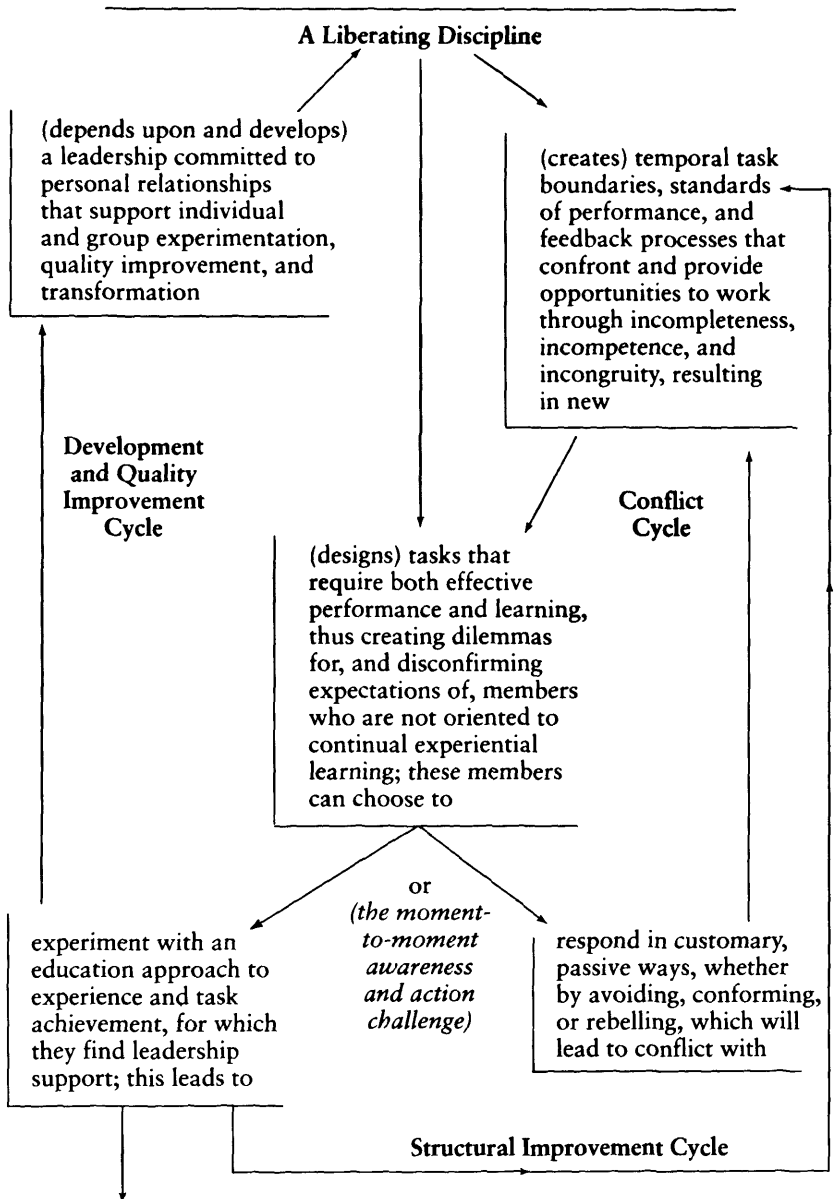 A Liberating Discipline
(depends upon and develops)
a leadership committed to
personal relationships
that support individual
and group experimentation,
quality improvement, and
transformation
(creates) temporal task
boundaries, standards
of performance, and
feedback processes that
confront and provide
opportunities to work
through incompleteness,
incompetence, and
incongruity, resulting
in new
Development
and Quality
Improvement
Cycle
Conflict
Cycle
(designs) tasks that
require both effective
performance and learning,
thus creating dilemmas
for, and disconfirming
expectations of, members
who are not oriented to
continual experiential
learning; these members
can choose to
or
(the moment-
to-moment
awareness
and action
challenge)
experiment with an
education approach to
experience and task
achievement, for which
they find leadership
support; this leads to
respond in customary,
passive ways, whether
by avoiding, conforming,
or rebelling, which will
lead to conflict with
Structural Improvement Cycle